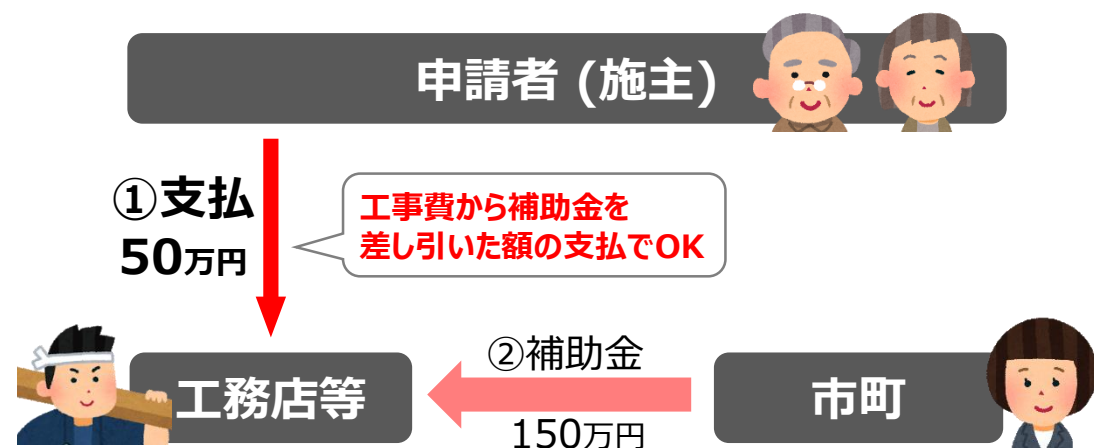 申請者 (施主)
①支払
50万円
工事費から補助金を
差し引いた額の支払でOK
②補助金
工務店等
市町
150万円